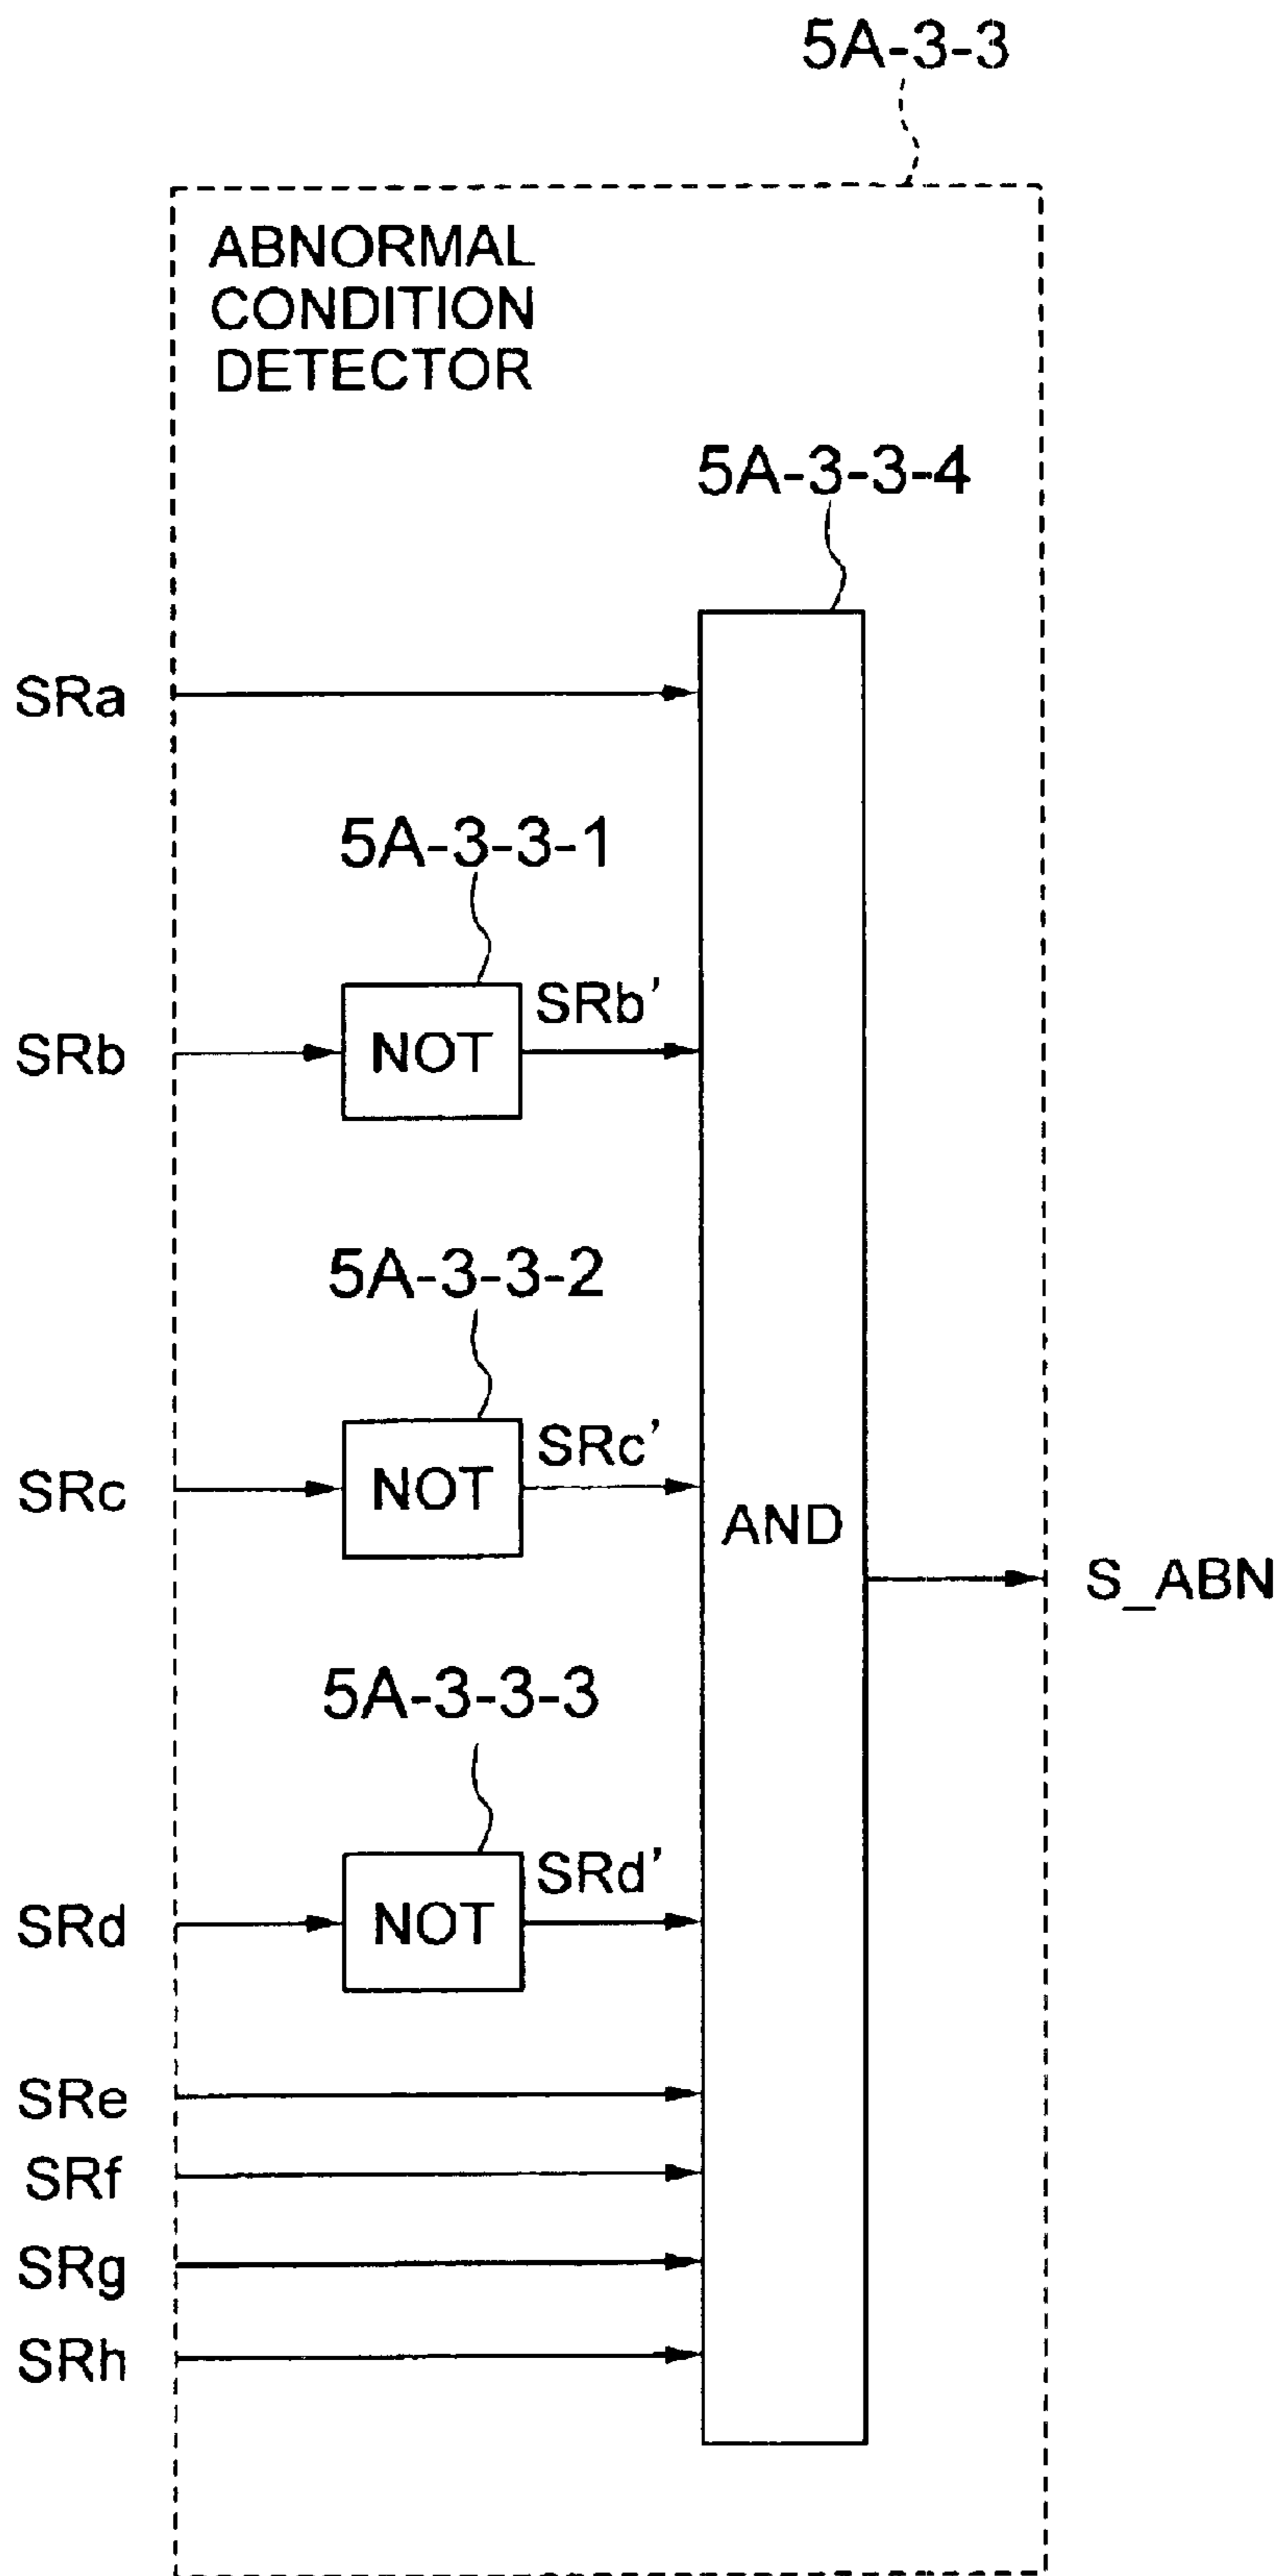 5A-3-3
ABNORMAL
CONDITION
DETECTOR
5A-3-3-4
SRa
5A-3-3-1
SRb
NOT
SRb’
5A-3-3-2
SRc
NOT
SRc’
AND
S_ABN
5A-3-3-3
SRd
NOT
SRd’
SRe
SRf
SRg
SRh